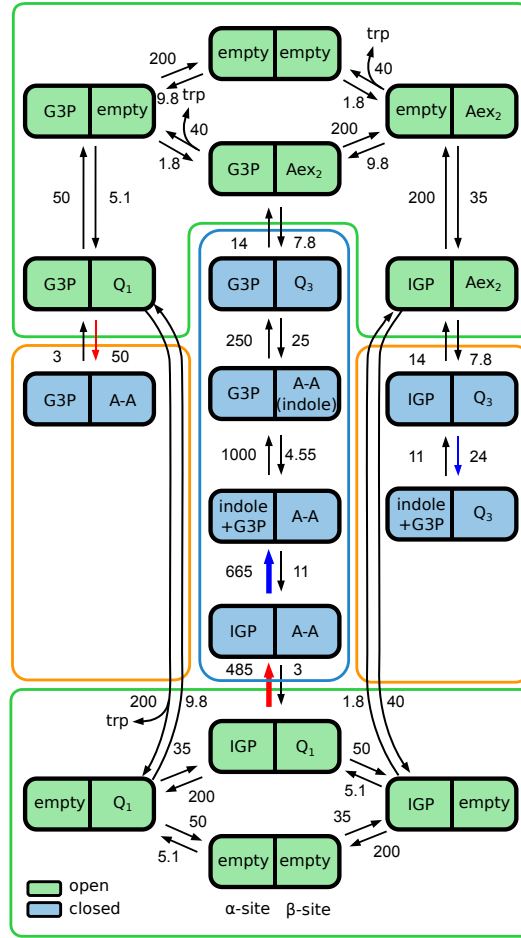 empty empty
200
9.8
trp
40
1.8
G3P empty
trp
40
1.8
200
9.8
empty Aex₂
G3P Aex₂
50
5.1
200
35
14
7.8
G3P Q₁
G3P Q₃
IGP Aex₂
3
50
250
25
14
7.8
G3P A-A
G3P A-A
(indole)
IGP Q₃
1000
4.55
11
24
indole
+G3P A-A
indole
+G3P Q₃
665
11
IGP A-A
485
3
200
9.8
1.8
40
trp
35
200
IGP Q₁
50
5.1
empty Q₁
IGP empty
50
5.1
35
200
empty empty
open
closed
α-site β-site